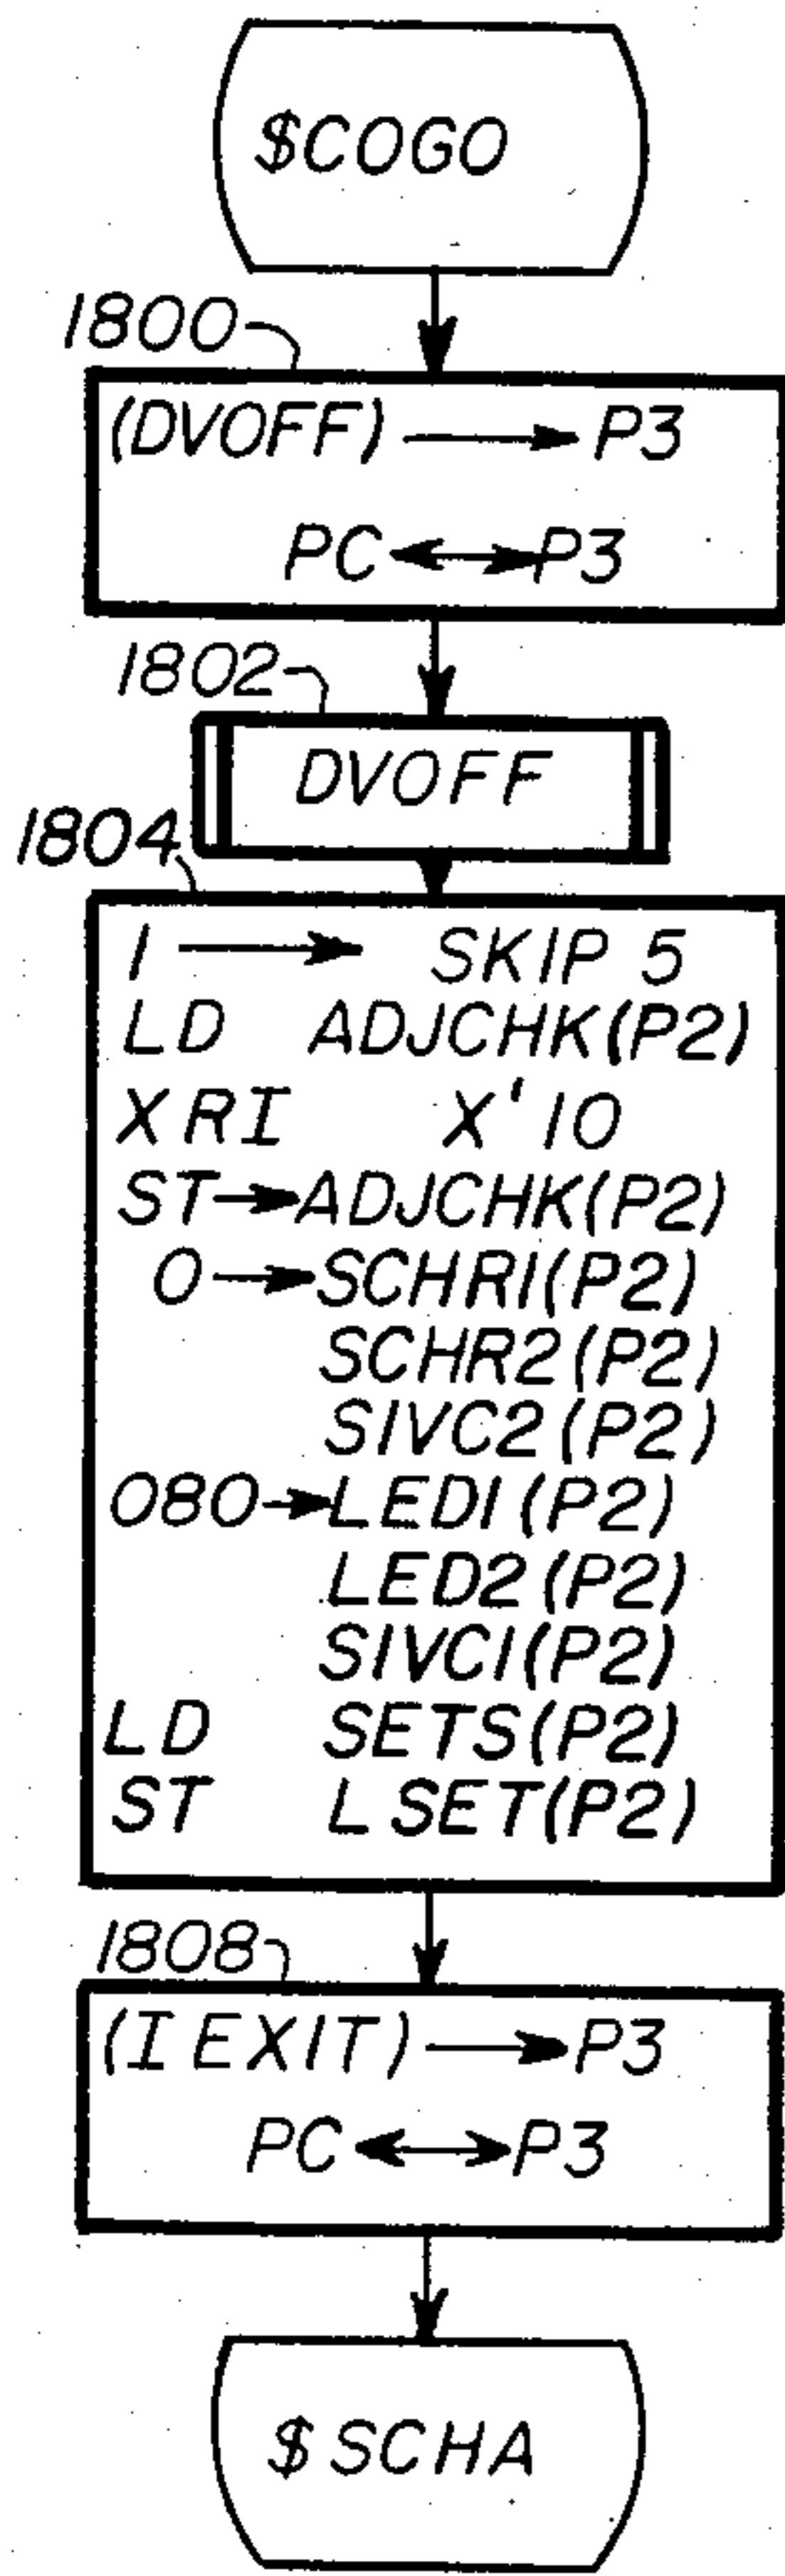 $COGO
1800
(DVOFF) → P3
PC ↔ P3
1802
DVOFF
1804
1 → SKIP 5
LD ADJCHK(P2)
XRI X'10
ST → ADJCHK(P2)
0 → SCHR1(P2)
SCHR2(P2)
SIVC2(P2)
080 → LED1(P2)
LED2(P2)
SIVC1(P2)
LD SETS(P2)
ST LSET(P2)
1808
(IEXIT) → P3
PC ↔ P3
$SCHA